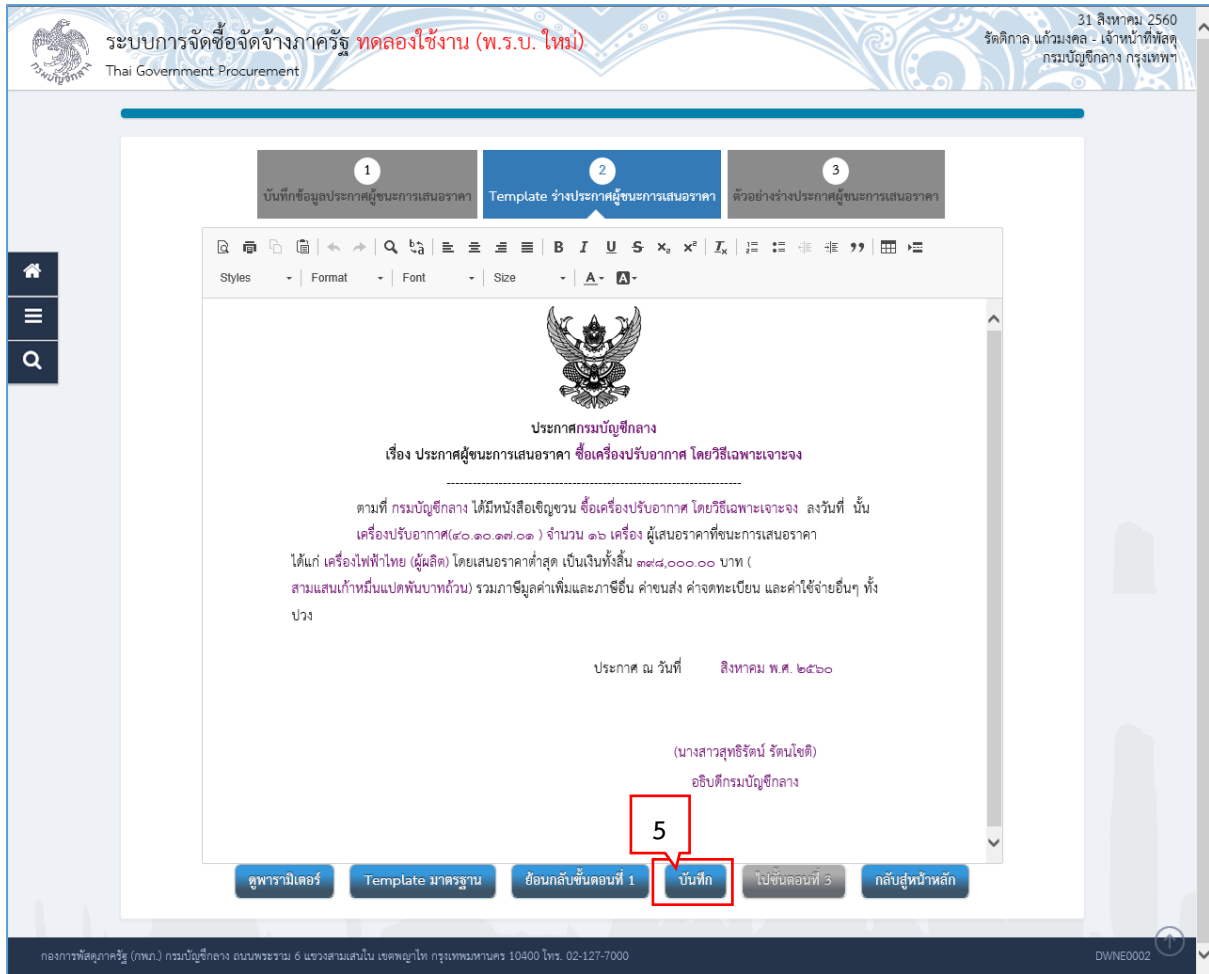 31 สิงหาคม 2560
ระบบการจัดซื้อจัดจ้างภาครัฐ ทดลองใช้งาน (พ.ร.บ. ใหม่)
รัตติกาล แก้วมงคล - เจ้าหน้าที่พัสดุ
Thai Government Procurement
กรมบัญชีกลาง กรุงเทพฯ
กรมบัญชีกลาง
1
2
3
บันทึกข้อมูลประกาศผู้ชนะการเสนอราคา
Template ร่างประกาศผู้ชนะการเสนอราคา
ตัวอย่างร่างประกาศผู้ชนะการเสนอราคา
Styles Format Font Size
ประกาศกรมบัญชีกลาง
เรื่อง ประกาศผู้ชนะการเสนอราคา ซื้อเครื่องปรับอากาศ โดยวิธีเฉพาะเจาะจง
--------------------------------------------------------------------
ตามที่ กรมบัญชีกลาง ได้มีหนังสือเชิญชวน ซื้อเครื่องปรับอากาศ โดยวิธีเฉพาะเจาะจง ลงวันที่ นั้น
เครื่องปรับอากาศ(๔๐.๑๐.๑๗.๐๑ ) จำนวน ๑๖ เครื่อง ผู้เสนอราคาที่ชนะการเสนอราคา
ได้แก่ เครื่องไฟฟ้าไทย (ผู้ผลิต) โดยเสนอราคาต่ำสุด เป็นเงินทั้งสิ้น ๓๙๘,๐๐๐.๐๐ บาท (
สามแสนเก้าหมื่นแปดพันบาทถ้วน) รวมภาษีมูลค่าเพิ่มและภาษีอื่น ค่าขนส่ง ค่าจดทะเบียน และค่าใช้จ่ายอื่นๆ ทั้ง
ปวง
ประกาศ ณ วันที่ สิงหาคม พ.ศ. ๒๕๖๐
(นางสาวสุทธิรัตน์ รัตนโชติ)
อธิบดีกรมบัญชีกลาง
5
ดูพารามิเตอร์
Template มาตรฐาน
ย้อนกลับขั้นตอนที่ 1
บันทึก
ไปขั้นตอนที่ 3
กลับสู่หน้าหลัก
กองการพัสดุภาครัฐ (กพภ.) กรมบัญชีกลาง ถนนพระราม 6 แขวงสามเสนใน เขตพญาไท กรุงเทพมหานคร 10400 โทร. 02-127-7000
DWNE0002